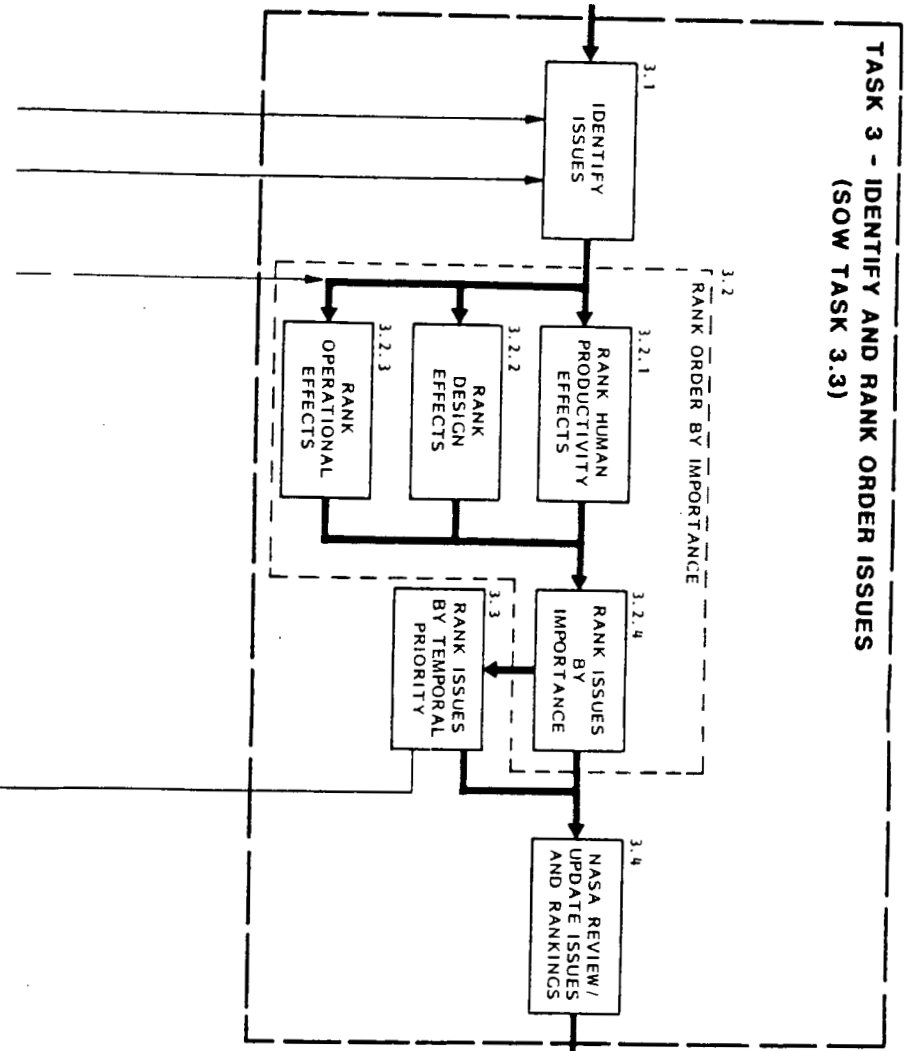 TASK 3 - IDENTIFY AND RANK ORDER ISSUES
(SOW TASK 3.3)
3.1
IDENTIFY
ISSUES
3.2
RANK ORDER BY IMPORTANCE
3.2.1
RANK HUMAN
PRODUCTIVITY
EFFECTS
3.2.2
RANK
DESIGN
EFFECTS
3.2.3
RANK
OPERATIONAL
EFFECTS
3.2.4
RANK ISSUES
BY
IMPORTANCE
3.3
RANK ISSUES
BY TEMPORAL
PRIORITY
3.4
NASA REVIEW/
UPDATE ISSUES
AND RANKINGS